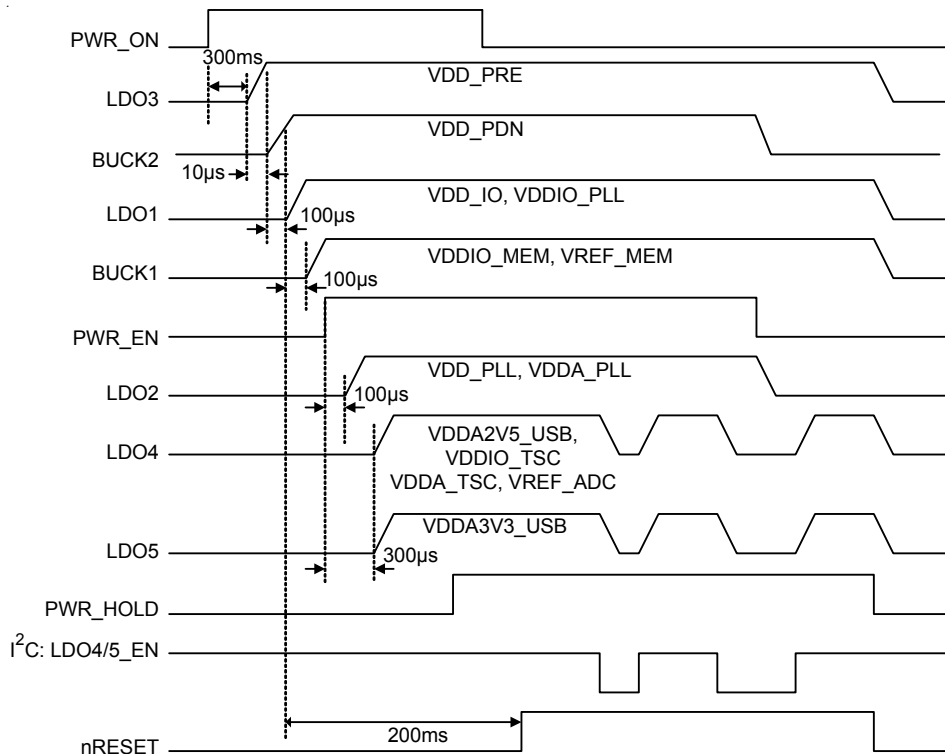 PWR_ON
300ms
VDD_PRE
LDO3
VDD_PDN
BUCK2
10µs
VDD_IO, VDDIO_PLL
LDO1
100µs
VDDIO_MEM, VREF_MEM
BUCK1
100µs
PWR_EN
VDD_PLL, VDDA_PLL
100µs
LDO2
VDDA2V5_USB,
LDO4
VDDIO_TSC
VDDA_TSC, VREF_ADC
VDDA3V3_USB
LDO5
300µs
PWR_HOLD
I²C: LDO4/5_EN
200ms
nRESET